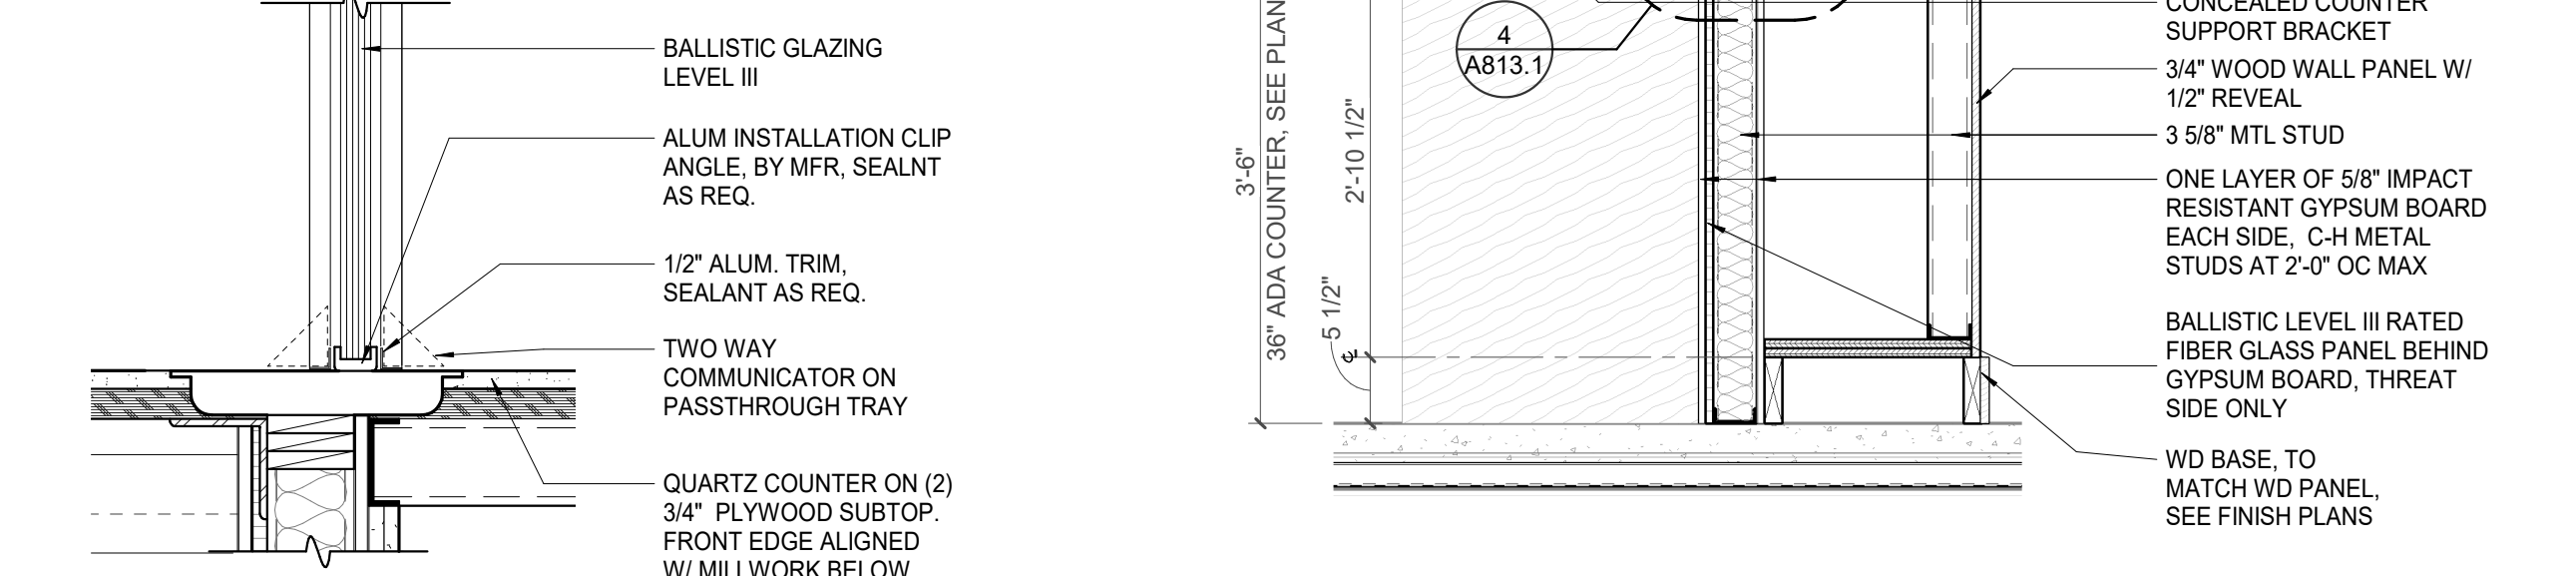 BALLISTIC GLAZING
LEVEL III
ALUM INSTALLATION CLIP
ANGLE, BY MFR, SEALNT
AS REQ.
1/2" ALUM. TRIM,
SEALANT AS REQ.
TWO WAY
COMMUNICATOR ON
PASSTHROUGH TRAY
QUARTZ COUNTER ON (2)
3/4" PLYWOOD SUBTOP.
FRONT EDGE ALIGNED
W/ MILLWORK BELOW
3'-6"
36" ADA COUNTER, SEE PLAN
2'-10 1/2"
5 1/2"
4
A813.1
CONCEALED COUNTER
SUPPORT BRACKET
3/4" WOOD WALL PANEL W/
1/2" REVEAL
3 5/8" MTL STUD
ONE LAYER OF 5/8" IMPACT
RESISTANT GYPSUM BOARD
EACH SIDE, C-H METAL
STUDS AT 2'-0" OC MAX
BALLISTIC LEVEL III RATED
FIBER GLASS PANEL BEHIND
GYPSUM BOARD, THREAT
SIDE ONLY
WD BASE, TO
MATCH WD PANEL,
SEE FINISH PLANS